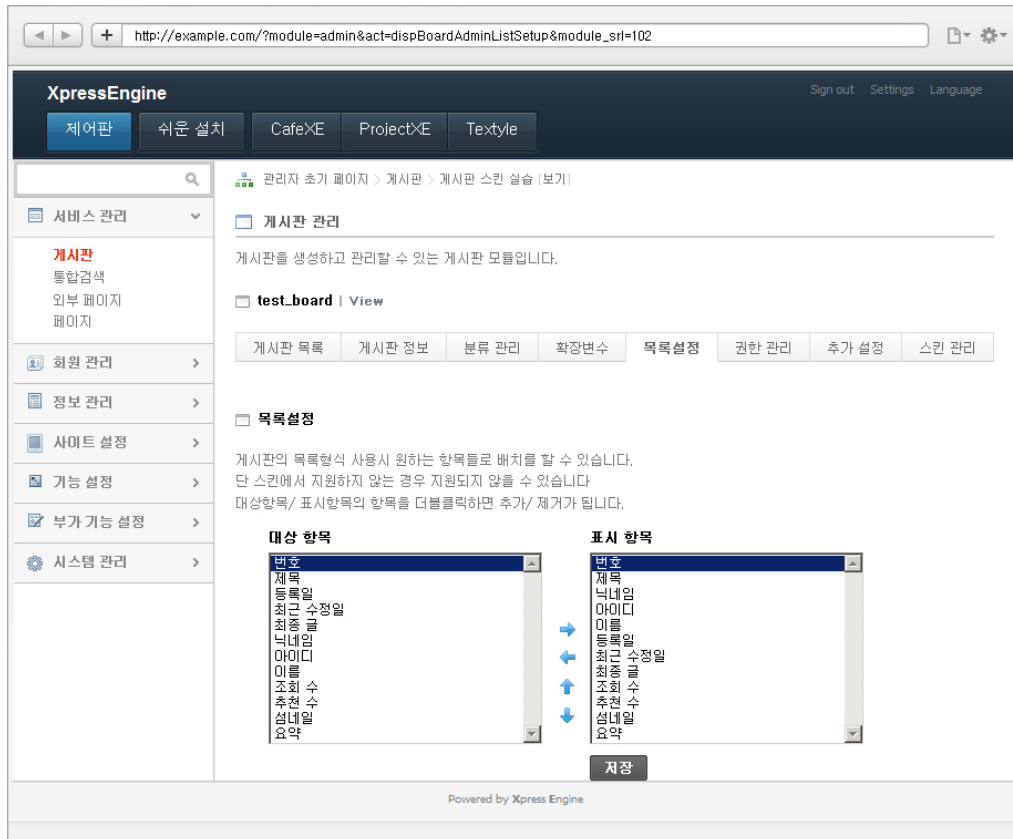 http://example.com/?module=admin&act=dispBoardAdminListSetup&module_srl=102
XpressEngine
Sign out Settings Language
제어판 쉬운 설치 CafeXE ProjectXE Textyle
관리자 초기 페이지 > 게시판 > 게시판 스킨 실습 [보기]
서비스 관리
게시판
통합검색
외부 페이지
페이지
회원 관리
정보 관리
사이트 설정
기능 설정
부가 기능 설정
시스템 관리
게시판 관리
게시판을 생성하고 관리할 수 있는 게시판 모듈입니다.
test_board | View
게시판 목록 게시판 정보 분류 관리 확장변수 목록설정 권한 관리 추가 설정 스킨 관리
목록설정
게시판의 목록형식 사용시 원하는 항목들로 배치를 할 수 있습니다.
단 스킨에서 지원하지 않는 경우 지원되지 않을 수 있습니다
대상항목/ 표시항목의 항목을 더블클릭하면 추가/ 제거가 됩니다.
대상 항목
번호
제목
등록일
최근 수정일
최종 글
닉네임
아이디
이름
조회 수
추천 수
섬네일
요약
표시 항목
번호
제목
닉네임
아이디
이름
등록일
최근 수정일
최종 글
조회 수
추천 수
섬네일
요약
저장
Powered by Xpress Engine